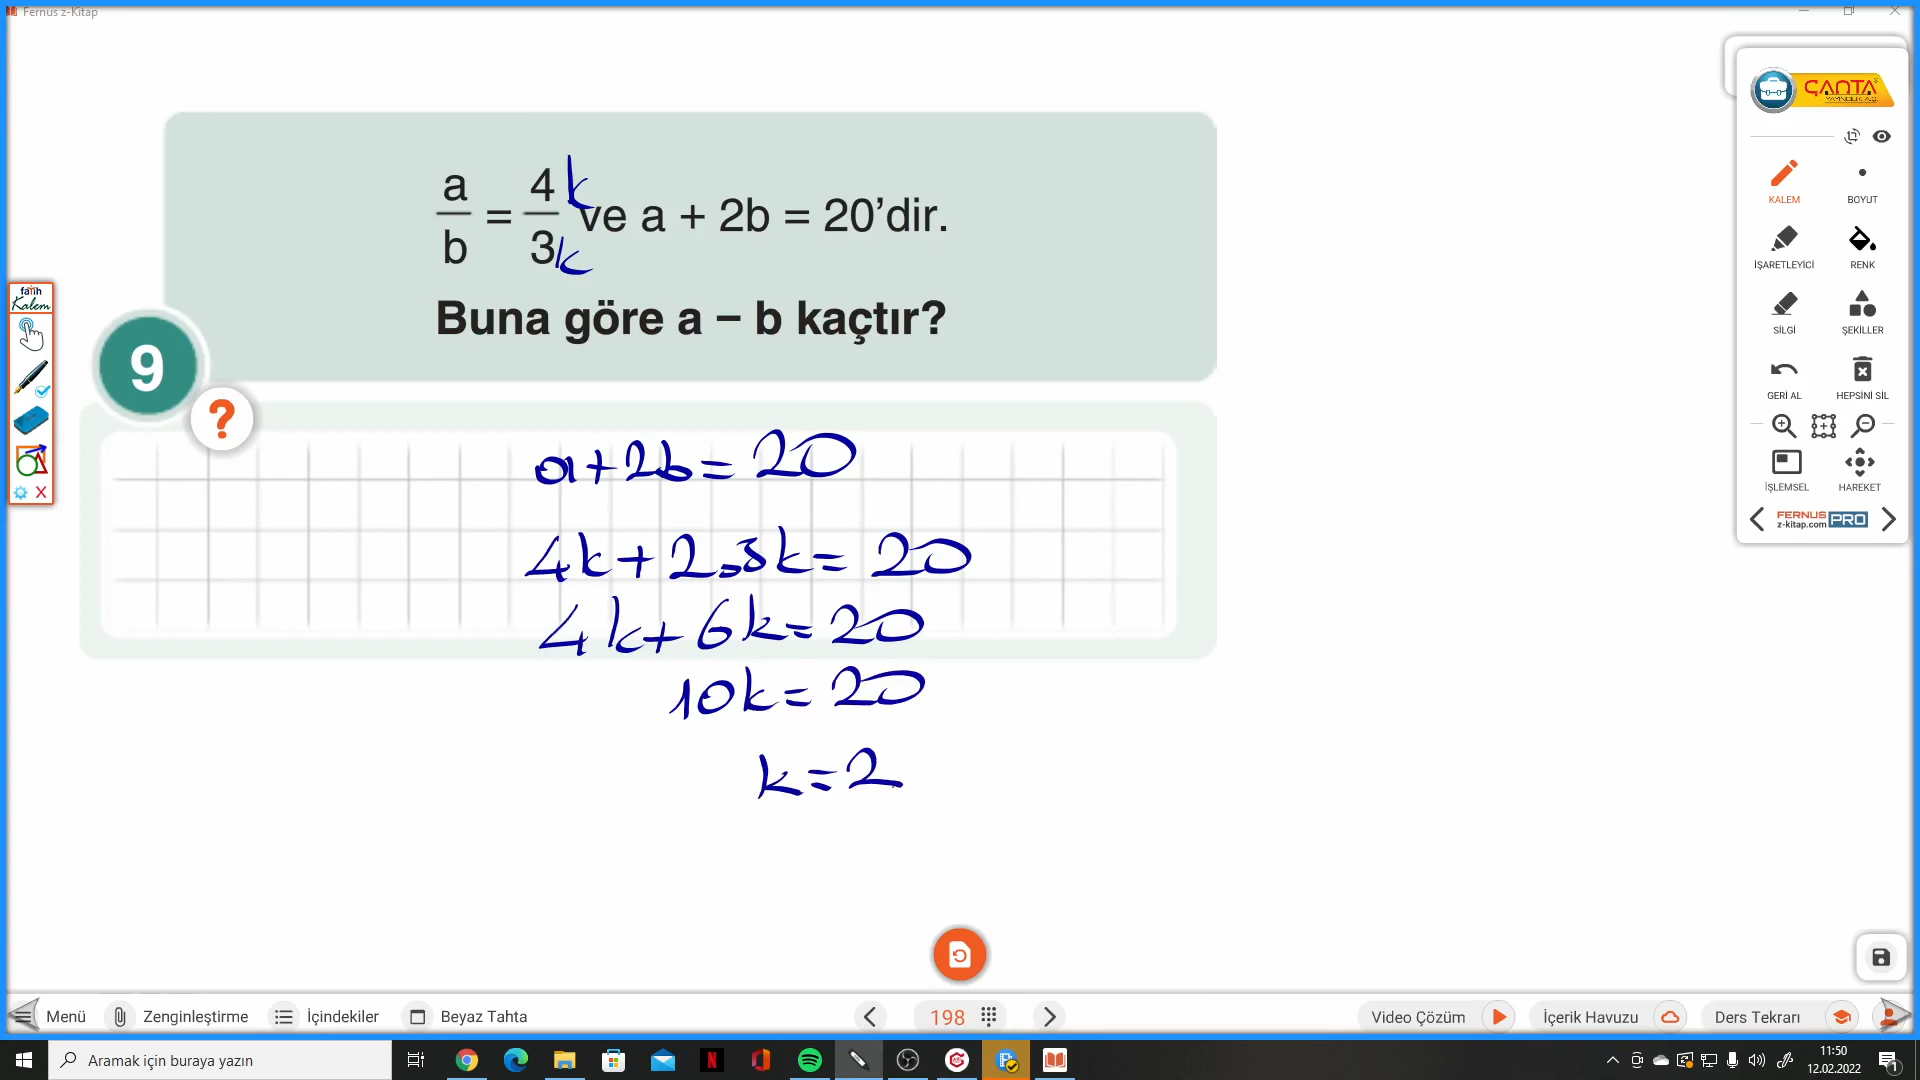 Fernus z-Kitap
a/b = 4k/3k ve a + 2b = 20'dir.
Buna göre a – b kaçtır?
9
?
a+2b=20
4k+2.3k=20
4k+6k=20
10k=20
k=2
fatih
Kalem
ÇANTA
YAYINCILIK A.Ş.
KALEM
BOYUT
İŞARETLEYİCİ
RENK
SİLGİ
ŞEKİLLER
GERİ AL
HEPSİNİ SİL
İŞLEMSEL
HAREKET
FERNUS
z-kitap.com
PRO
Menü
Zenginleştirme
İçindekiler
Beyaz Tahta
198
Video Çözüm
İçerik Havuzu
Ders Tekrarı
Aramak için buraya yazın
11:50
12.02.2022
1